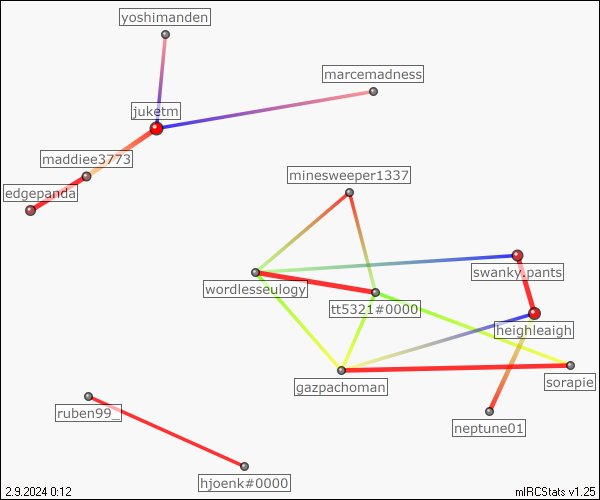 yoshimanden
marcemadness
juketm
maddiee3773
minesweeper1337
edgepanda
swanky.pants
wordlesseulogy
tt5321#0000
heighleaigh
gazpachoman
sorapie
ruben99_
neptune01
hjoenk#0000
2.9.2024 0:12
mIRCStats v1.25